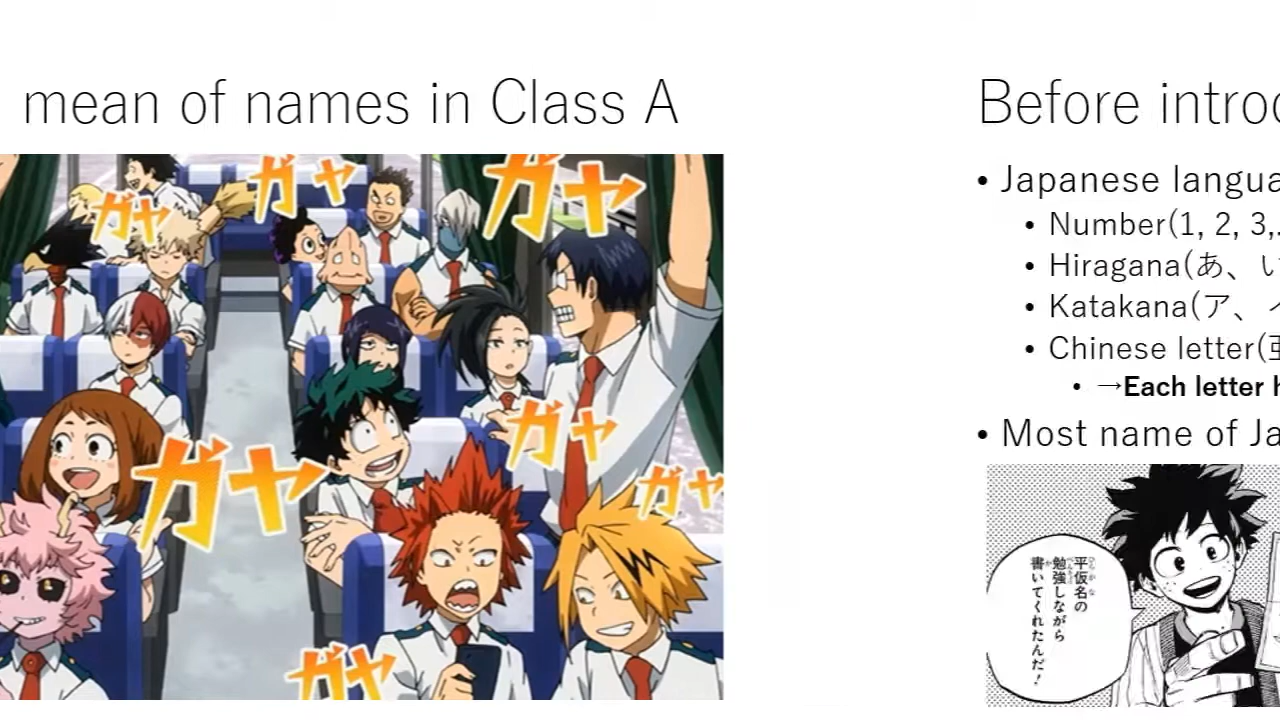 mean of names in Class A
ガヤ
ガヤ
ガヤ
ガヤ
ガヤ
ガヤ
ガヤ
Before introd
• Japanese langua
• Number(1, 2, 3,.
• Hiragana(あ、い
• Katakana(ア、イ
• Chinese letter(亜
• →Each letter h
• Most name of Ja
平仮名の
勉強しながら
書いてくれたんだ!